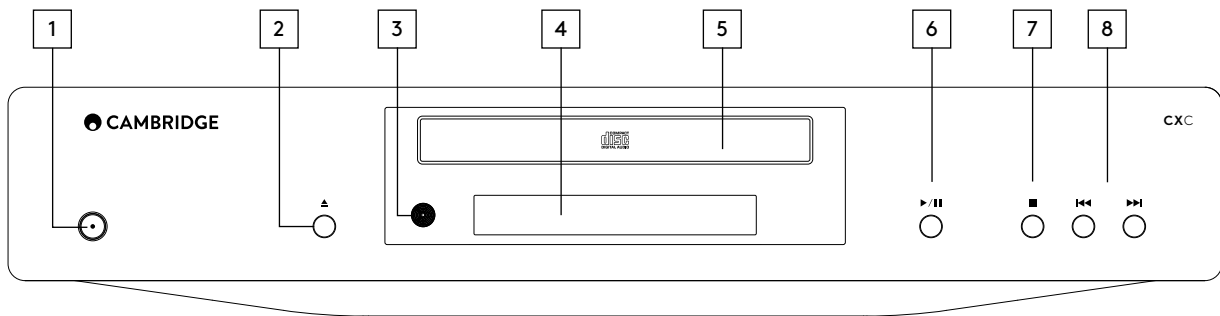 1 2 3 4 5 6 7 8
CAMBRIDGE
COMPACT
disc
DIGITAL AUDIO
CXC